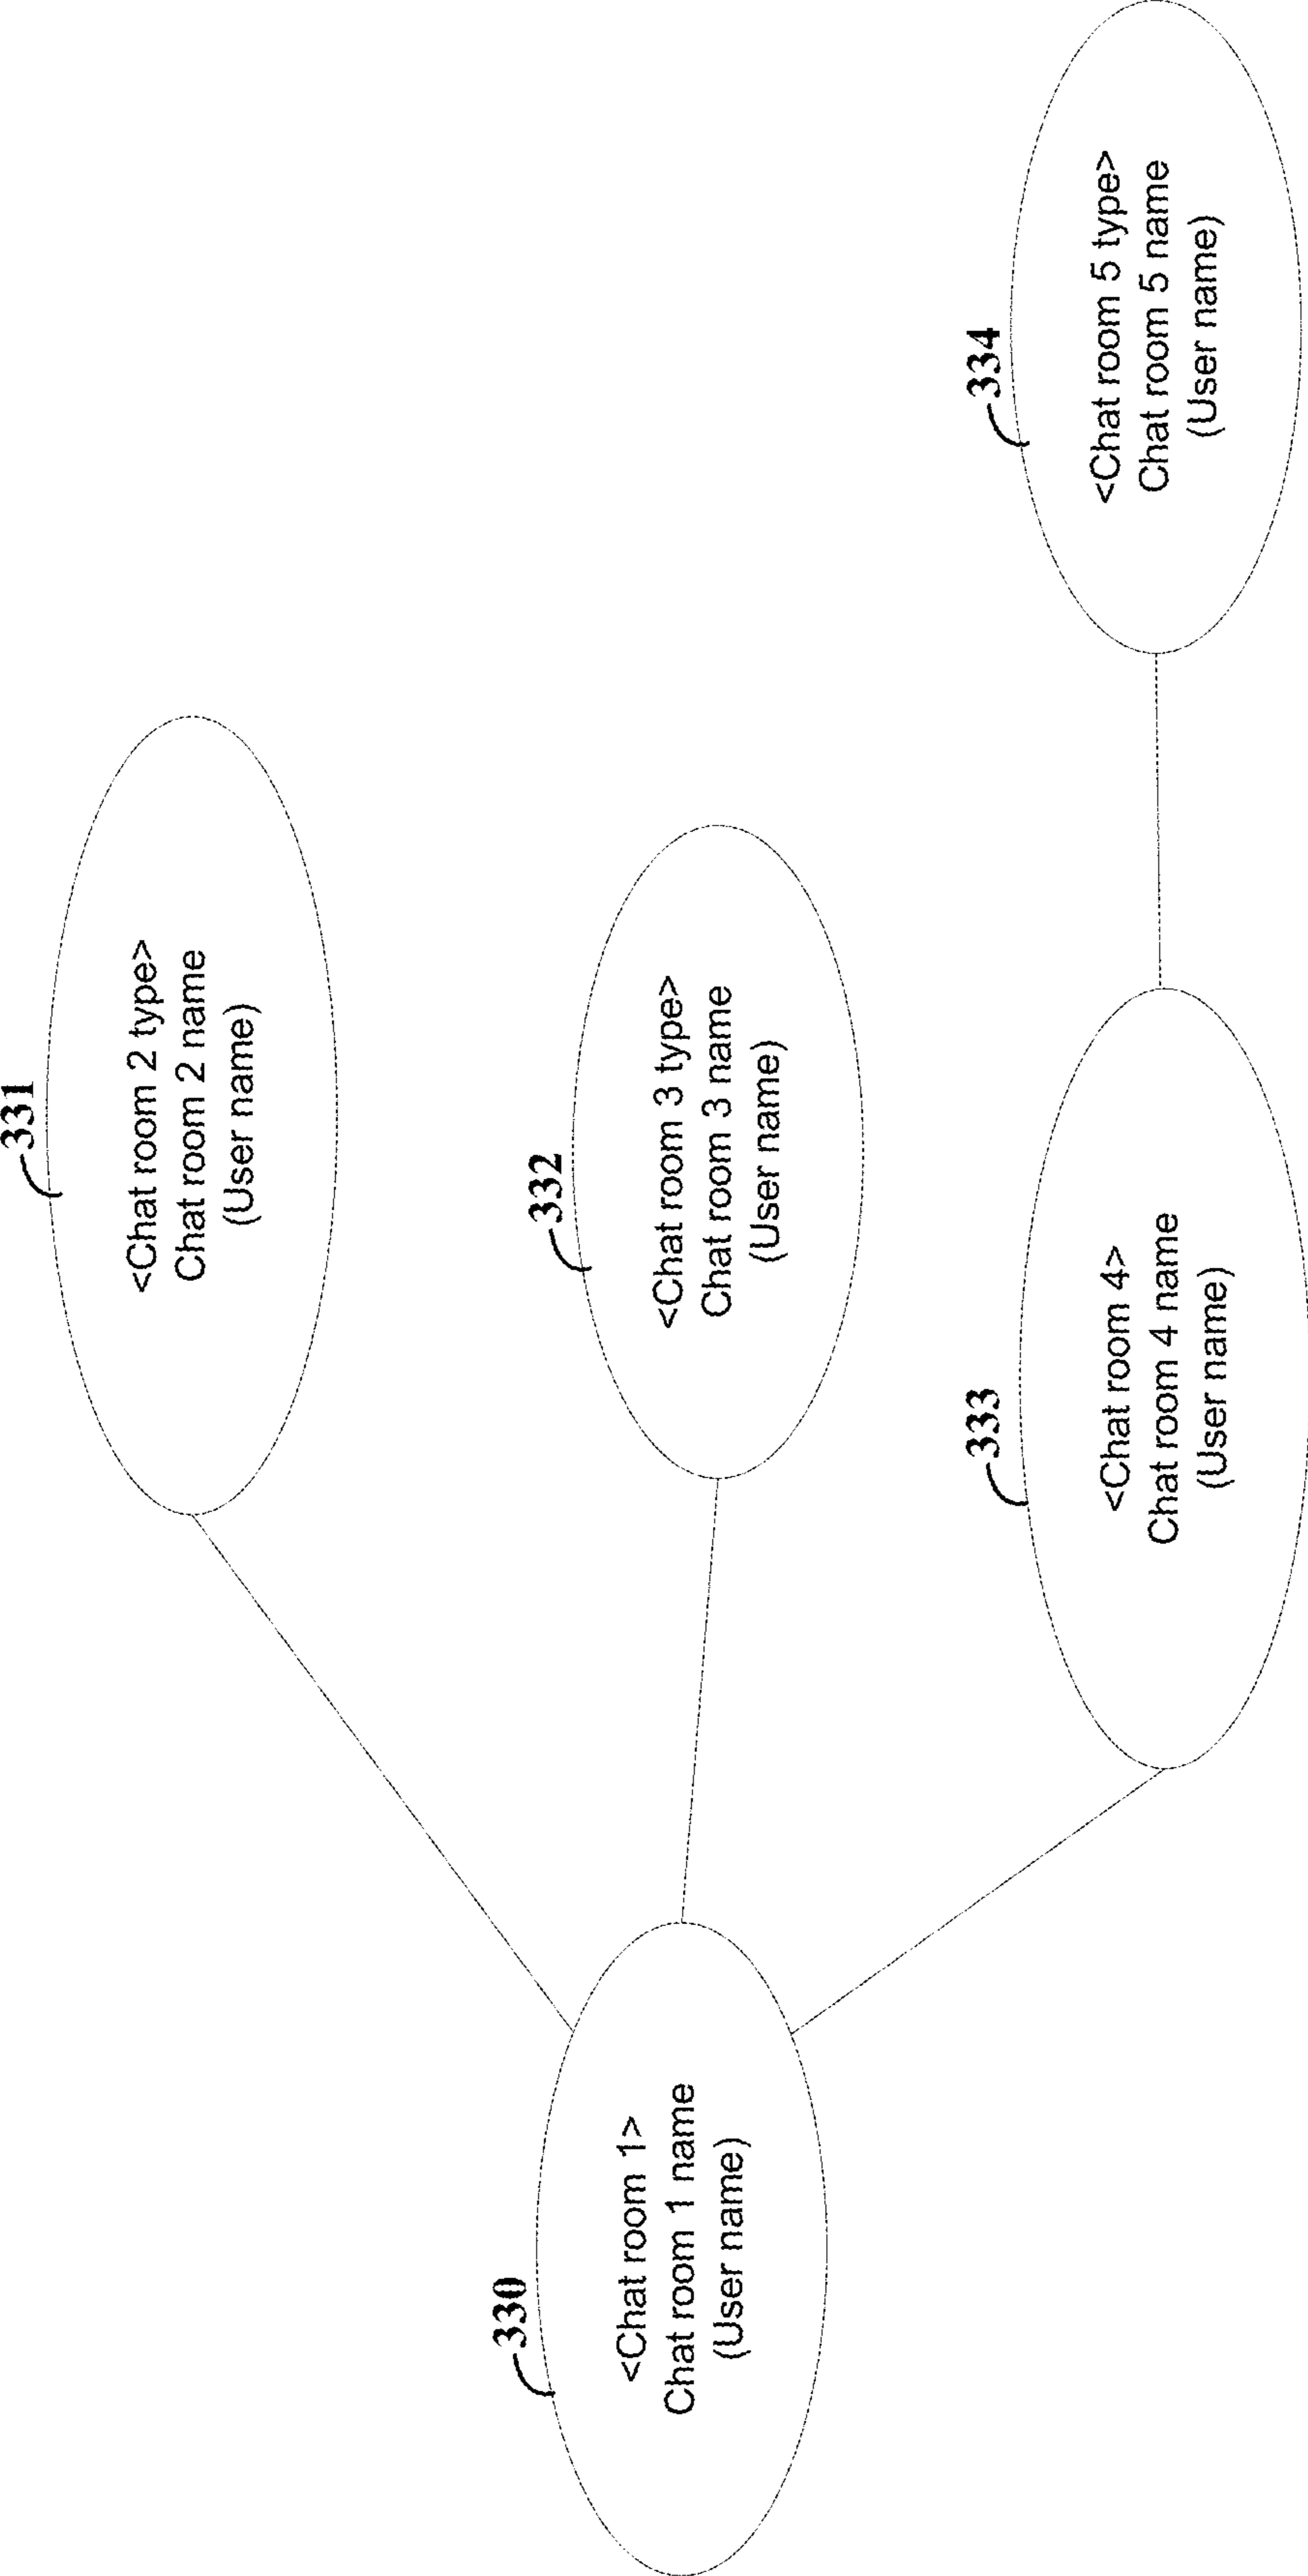 331
<Chat room 2 type>
Chat room 2 name
(User name)
330
<Chat room 1>
Chat room 1 name
(User name)
332
<Chat room 3 type>
Chat room 3 name
(User name)
333
<Chat room 4>
Chat room 4 name
(User name)
334
<Chat room 5 type>
Chat room 5 name
(User name)